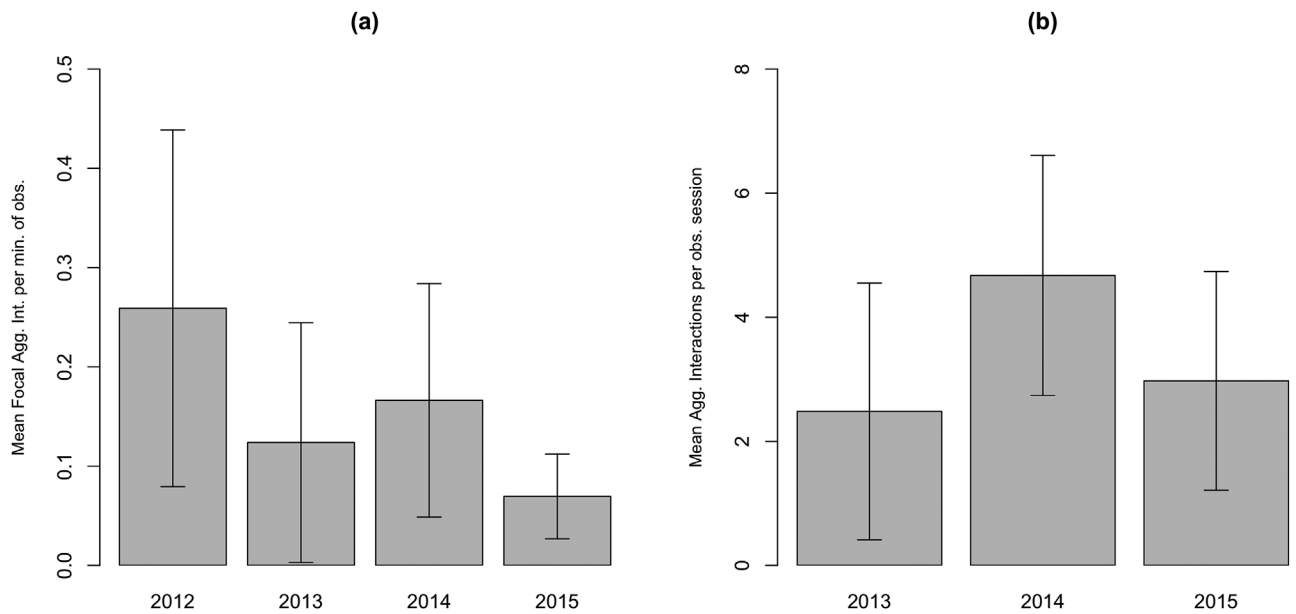 (a)
Mean Focal Agg. Int. per min. of obs.
0.5
0.4
0.3
0.2
0.1
0.0
2012 2013 2014 2015
(b)
Mean Agg. Interactions per obs. session
8
6
4
2
0
2013 2014 2015